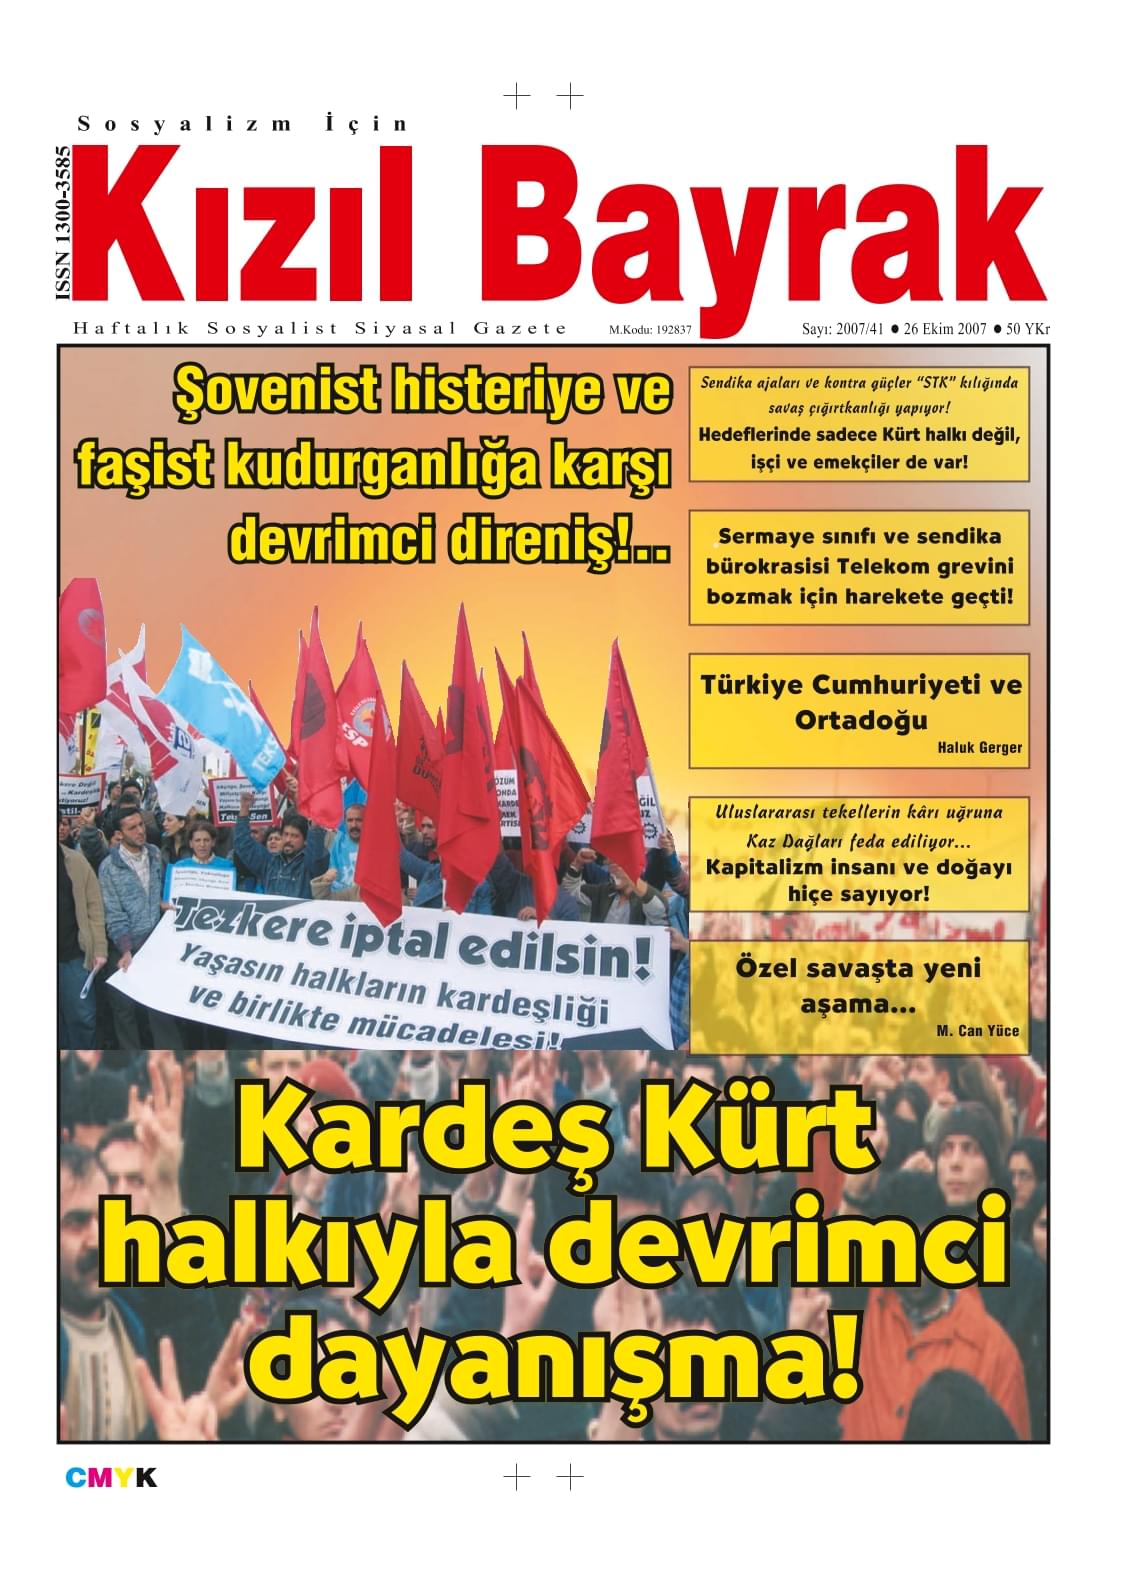 Sosyalizm İçin
ISSN 1300-3585
Kızıl Bayrak
Haftalık Sosyalist Siyasal Gazete
M.Kodu: 192837
Sayı: 2007/41 ● 26 Ekim 2007 ● 50 YKr
Şovenist histeriye ve
faşist kudurganlığa karşı
devrimci direniş!..
Sendika ajaları ve kontra güçler “STK” kılığında
savaş çığırtkanlığı yapıyor!
Hedeflerinde sadece Kürt halkı değil,
işçi ve emekçiler de var!
Sermaye sınıfı ve sendika
bürokrasisi Telekom grevini
bozmak için harekete geçti!
Türkiye Cumhuriyeti ve
Ortadoğu
Haluk Gerger
Uluslararası tekellerin kârı uğruna
Kaz Dağları feda ediliyor...
Kapitalizm insanı ve doğayı
hiçe sayıyor!
Özel savaşta yeni
aşama...
M. Can Yüce
ESP
Tezkere iptal edilsin!
Yaşasın halkların kardeşliği
ve birlikte mücadelesi!
Kardeş Kürt
halkıyla devrimci
dayanışma!
CMYK